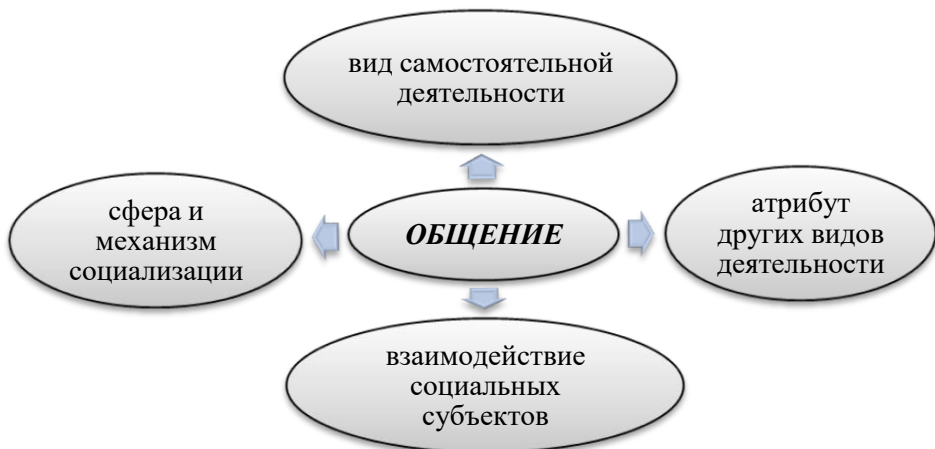 вид самостоятельной
деятельности
сфера и
механизм
социализации
ОБЩЕНИЕ
атрибут
других видов
деятельности
взаимодействие
социальных
субъектов